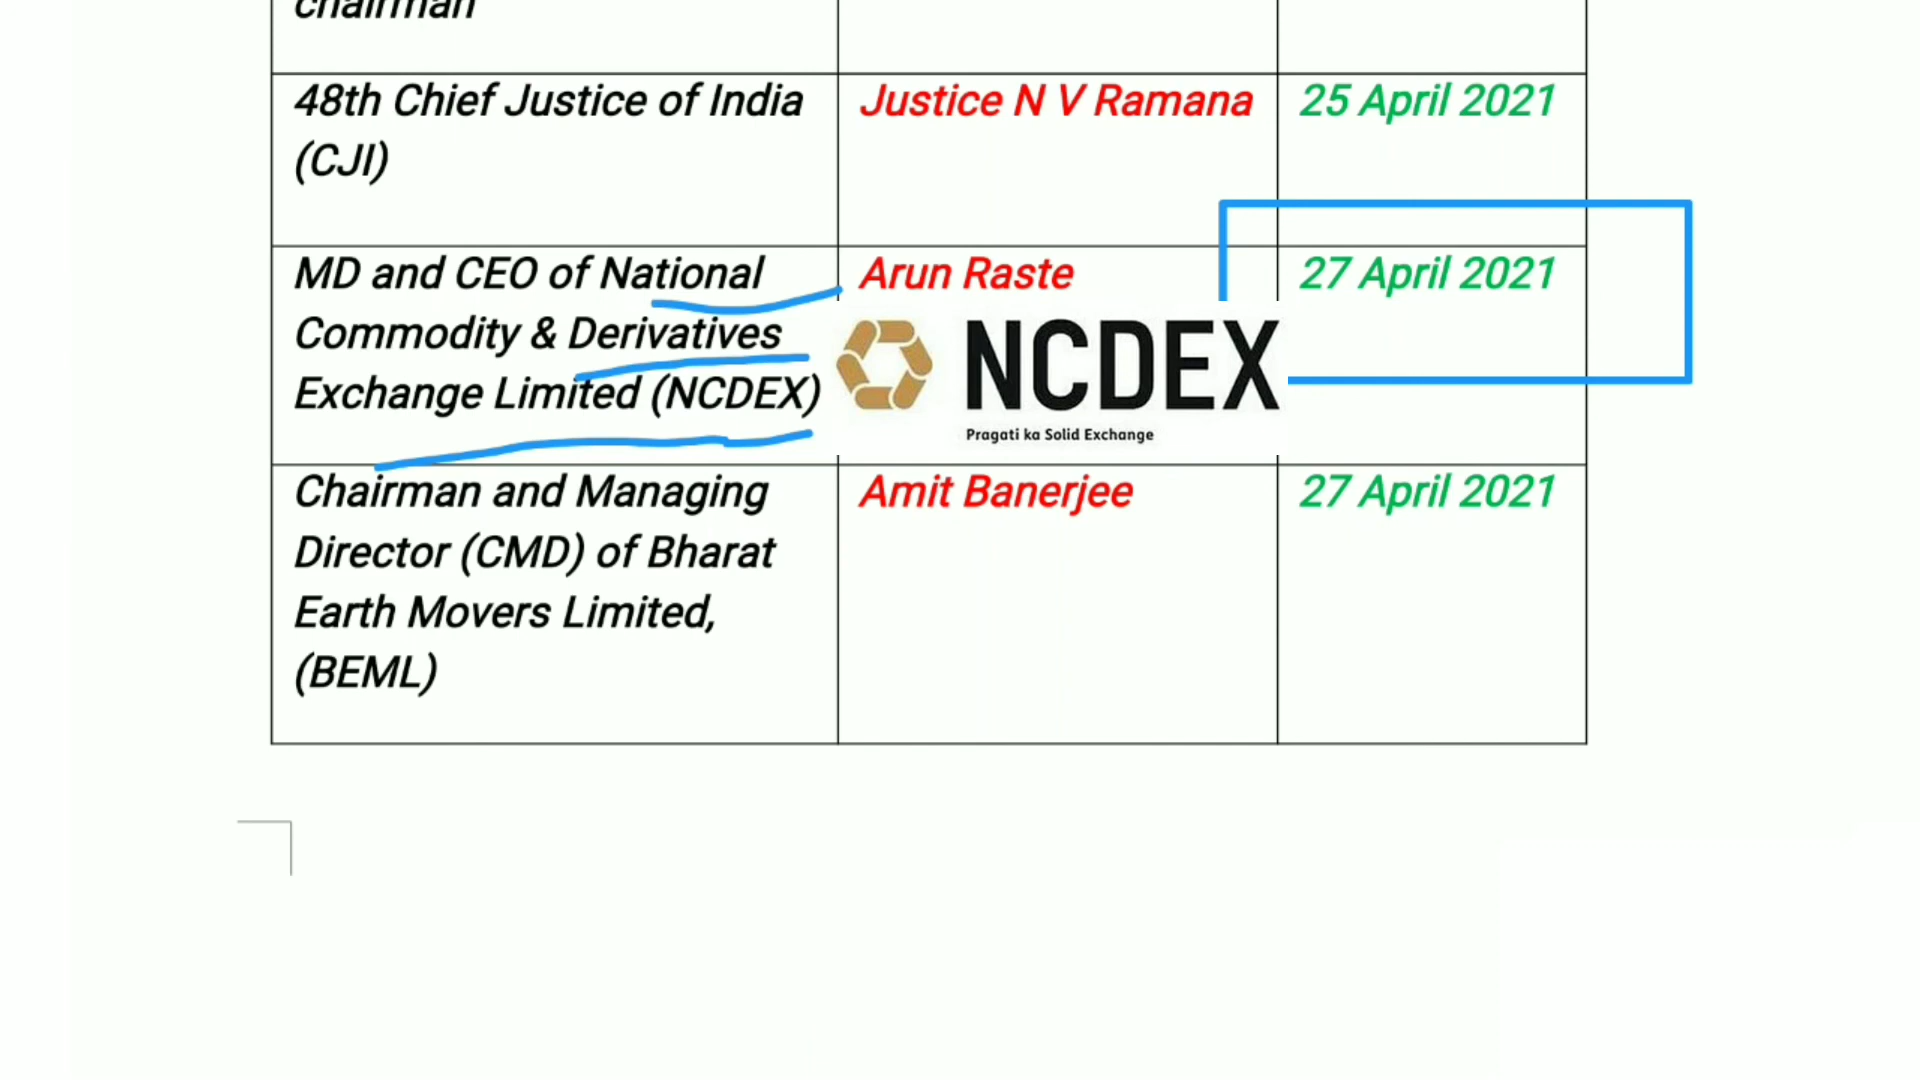 chairman
48th Chief Justice of India
(CJI)
Justice N V Ramana
25 April 2021
MD and CEO of National
Commodity & Derivatives
Exchange Limited (NCDEX)
Arun Raste
NCDEX
Pragati ka Solid Exchange
27 April 2021
Chairman and Managing
Director (CMD) of Bharat
Earth Movers Limited,
(BEML)
Amit Banerjee
27 April 2021